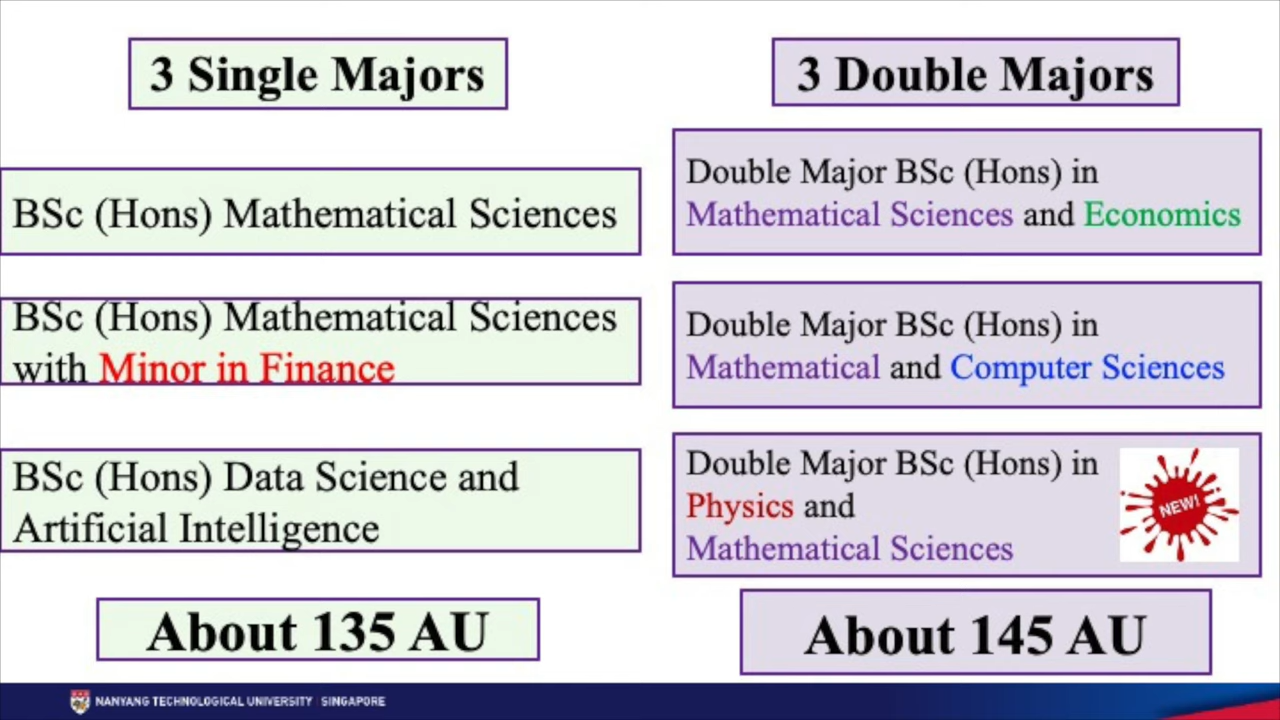 3 Single Majors
BSc (Hons) Mathematical Sciences
BSc (Hons) Mathematical Sciences
with Minor in Finance
BSc (Hons) Data Science and
Artificial Intelligence
About 135 AU
3 Double Majors
Double Major BSc (Hons) in
Mathematical Sciences and Economics
Double Major BSc (Hons) in
Mathematical and Computer Sciences
Double Major BSc (Hons) in
Physics and
Mathematical Sciences
NEW!
About 145 AU
NANYANG TECHNOLOGICAL UNIVERSITY | SINGAPORE